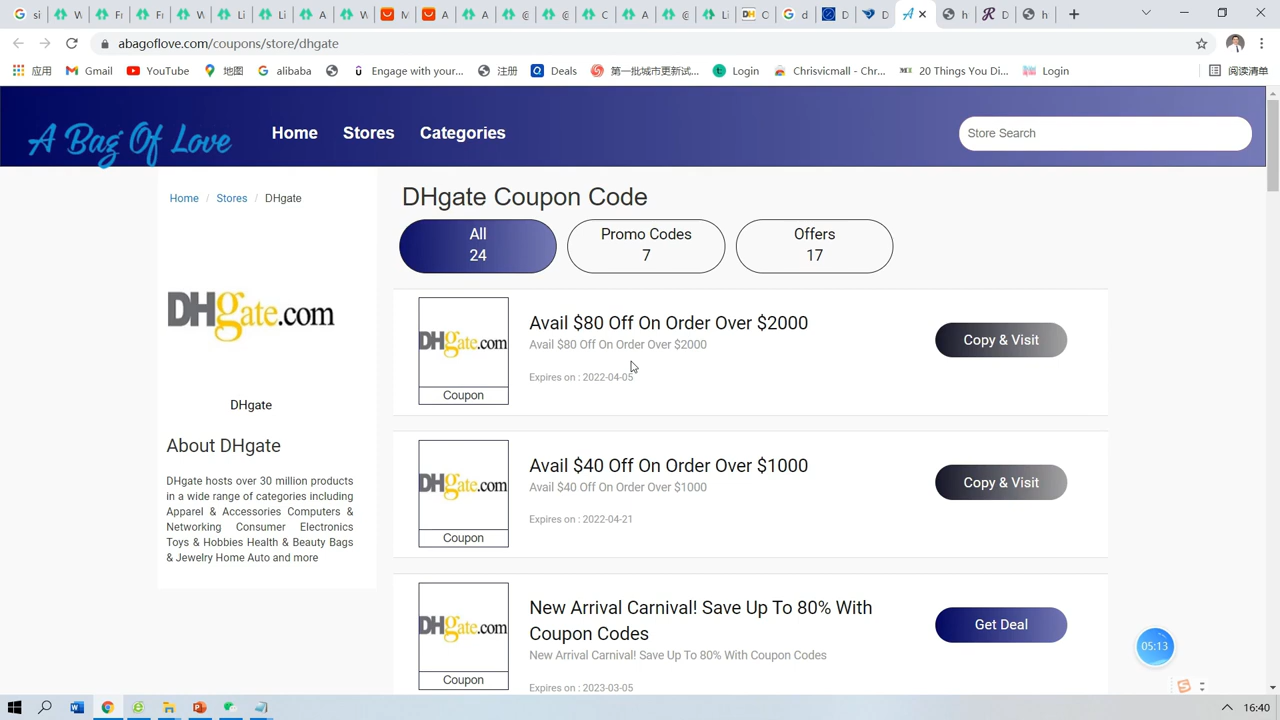 si
W
Fr
Fr
W
Li
Li
A
W
M
A
A
@
@
C
A
@
Li
C
d
D
D
h
D
h
abagoflove.com/coupons/store/dhgate
应用
Gmail
YouTube
地图
alibaba
Engage with your...
注册
Deals
第一批城市更新试...
Login
Chrisvicmall - Chr...
20 Things You Di...
Login
阅读清单
A Bag Of Love
Home
Stores
Categories
Store Search
Home / Stores / DHgate
DHgate.com
DHgate
About DHgate
DHgate hosts over 30 million products
in a wide range of categories including
Apparel & Accessories Computers &
Networking Consumer Electronics
Toys & Hobbies Health & Beauty Bags
& Jewelry Home Auto and more
DHgate Coupon Code
All
24
Promo Codes
7
Offers
17
DHgate.com
Coupon
Avail $80 Off On Order Over $2000
Avail $80 Off On Order Over $2000
Expires on : 2022-04-05
Copy & Visit
DHgate.com
Coupon
Avail $40 Off On Order Over $1000
Avail $40 Off On Order Over $1000
Expires on : 2022-04-21
Copy & Visit
DHgate.com
Coupon
New Arrival Carnival! Save Up To 80% With
Coupon Codes
New Arrival Carnival! Save Up To 80% With Coupon Codes
Expires on : 2023-03-05
Get Deal
05:13
16:40